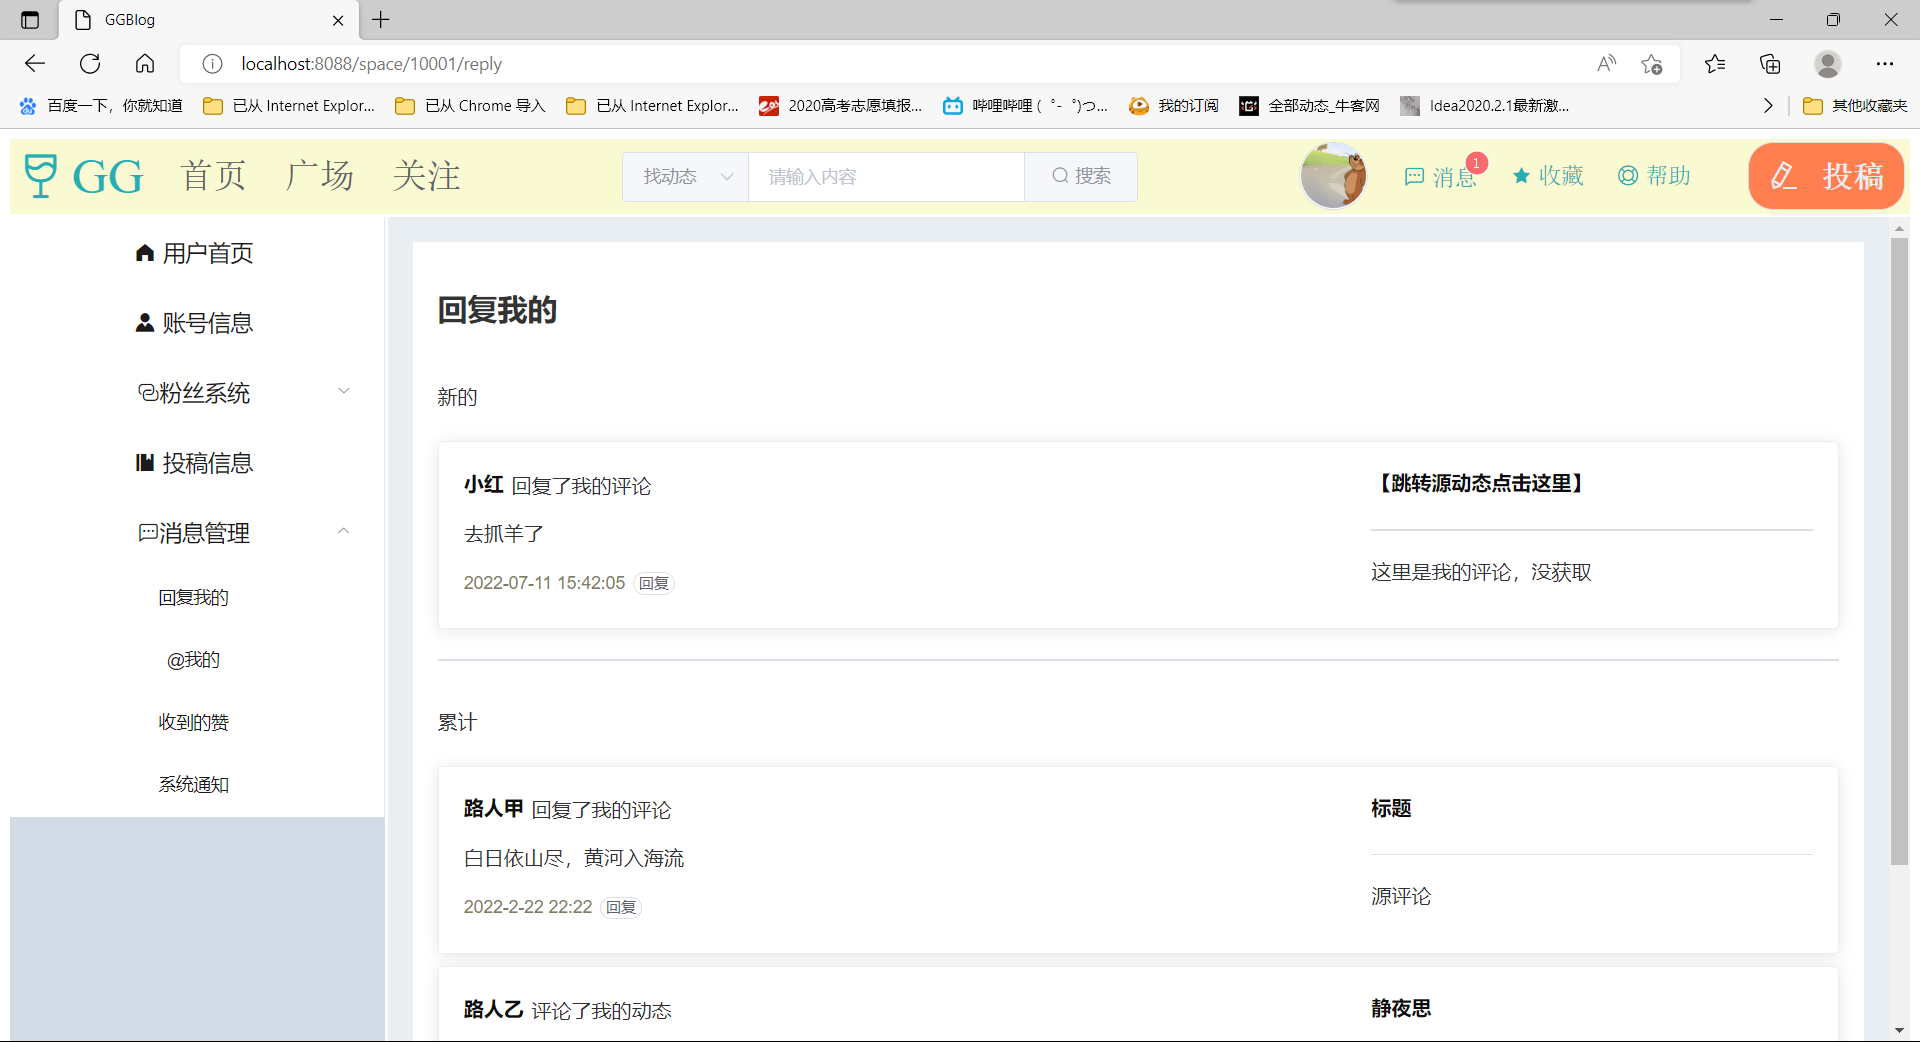 GGBlog
localhost:8088/space/10001/reply
百度一下，你就知道 已从 Internet Explor... 已从 Chrome 导入 已从 Internet Explor... 2020高考志愿填报... 哔哩哔哩 (゜-゜)つ... 我的订阅 全部动态_牛客网 Idea2020.2.1最新激... 其他收藏夹
GG 首页 广场 关注 找动态 请输入内容 搜索 消息 1 收藏 帮助 投稿
用户首页
账号信息
粉丝系统
投稿信息
消息管理
回复我的
@我的
收到的赞
系统通知
回复我的
新的
小红 回复了我的评论
去抓羊了
2022-07-11 15:42:05 回复
【跳转源动态点击这里】
这里是我的评论，没获取
累计
路人甲 回复了我的评论
白日依山尽，黄河入海流
2022-2-22 22:22 回复
标题
源评论
路人乙 评论了我的动态
静夜思